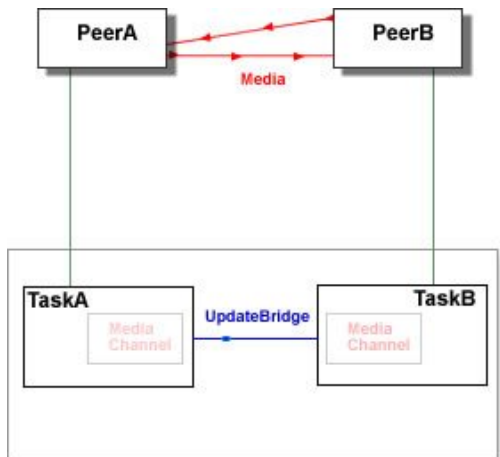 PeerA
PeerB
Media
TaskA
TaskB
UpdateBridge
Media
Channel
Media
Channel